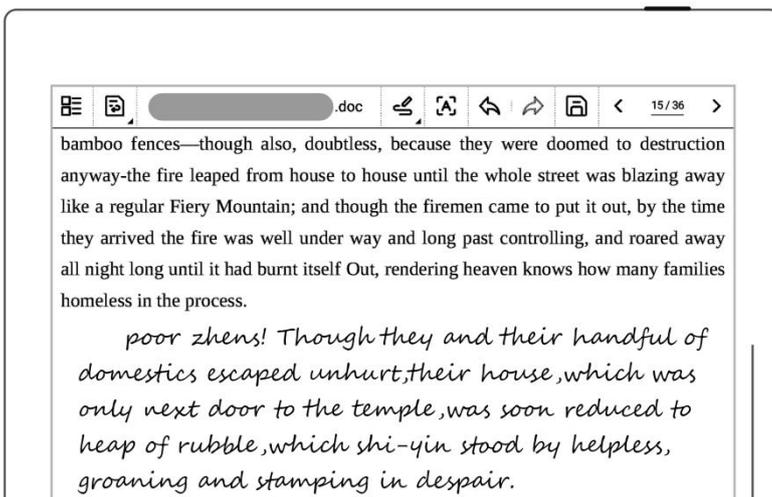 .doc
15/36
bamboo fences—though also, doubtless, because they were doomed to destruction
anyway-the fire leaped from house to house until the whole street was blazing away
like a regular Fiery Mountain; and though the firemen came to put it out, by the time
they arrived the fire was well under way and long past controlling, and roared away
all night long until it had burnt itself Out, rendering heaven knows how many families
homeless in the process.
poor zhens! Though they and their handful of
domestics escaped unhurt,their house,which was
only next door to the temple,was soon reduced to
heap of rubble,which shi-yin stood by helpless,
groaning and stamping in despair.